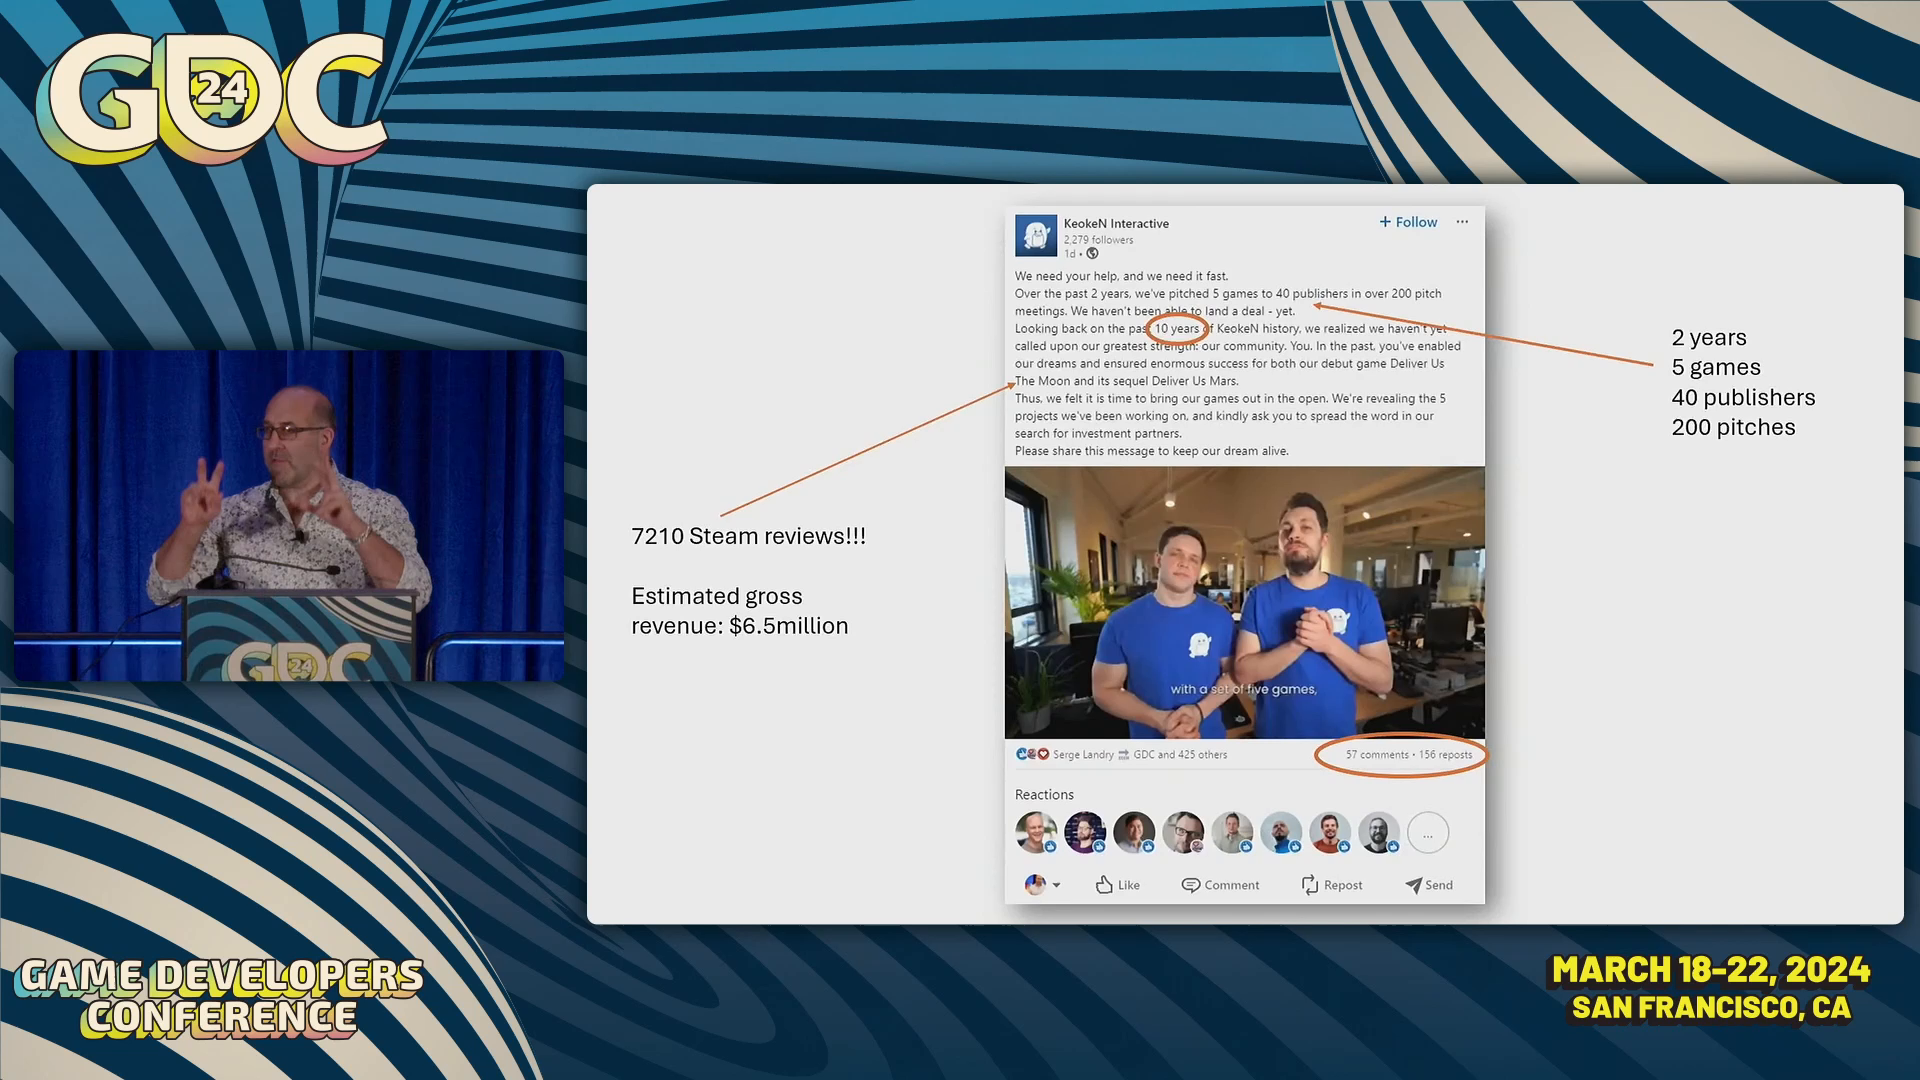 GDC
24
KeokeN Interactive
+ Follow
2,279 followers
1d •
We need your help, and we need it fast.
Over the past 2 years, we've pitched 5 games to 40 publishers in over 200 pitch
meetings. We haven't been able to land a deal - yet.
Looking back on the past 10 years of KeokeN history, we realized we haven't yet
called upon our greatest strength: our community. You. In the past, you've enabled
our dreams and ensured enormous success for both our debut game Deliver Us
The Moon and its sequel Deliver Us Mars.
Thus, we felt it is time to bring our games out in the open. We're revealing the 5
projects we've been working on, and kindly ask you to spread the word in our
search for investment partners.
Please share this message to keep our dream alive.
2 years
5 games
40 publishers
200 pitches
7210 Steam reviews!!!
Estimated gross
revenue: $6.5million
with a set of five games,
Serge Landry GDC and 425 others
57 comments • 156 reposts
Reactions
Like
Comment
Repost
Send
GDC
24
GAME DEVELOPERS
CONFERENCE
MARCH 18-22, 2024
SAN FRANCISCO, CA